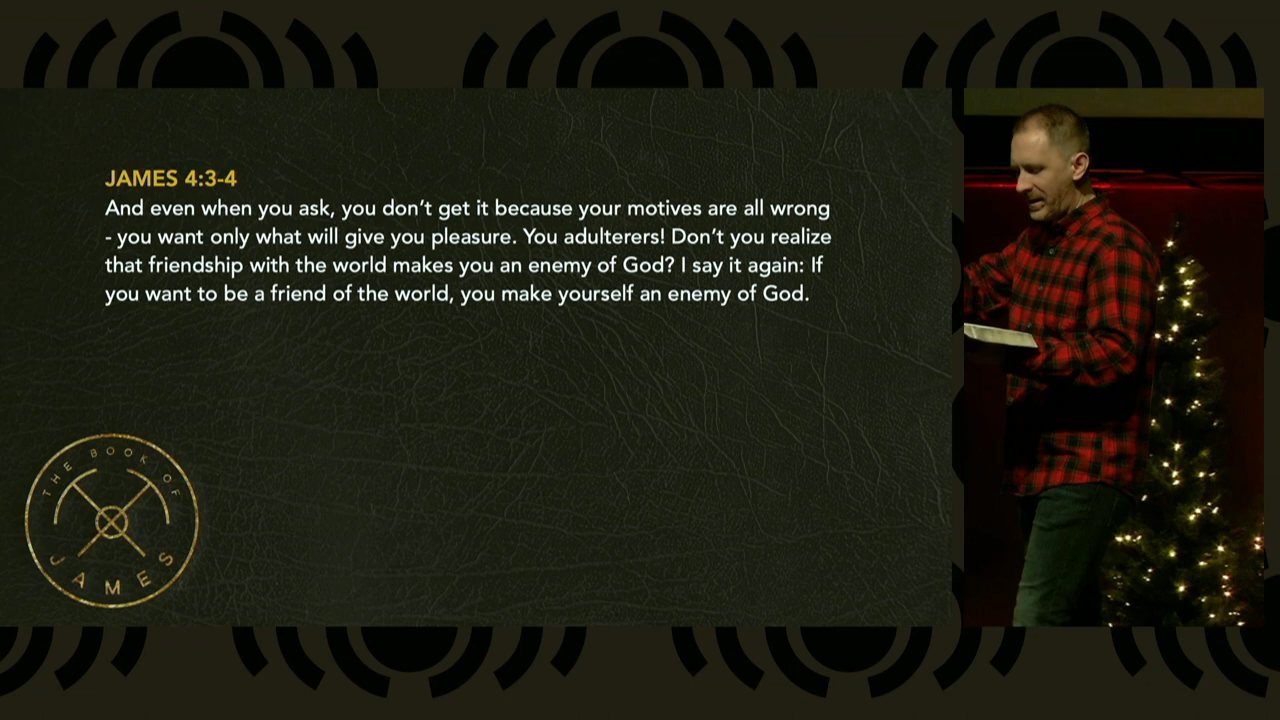 JAMES 4:3-4
And even when you ask, you don’t get it because your motives are all wrong
- you want only what will give you pleasure. You adulterers! Don’t you realize
that friendship with the world makes you an enemy of God? I say it again: If
you want to be a friend of the world, you make yourself an enemy of God.
THE BOOK OF
JAMES